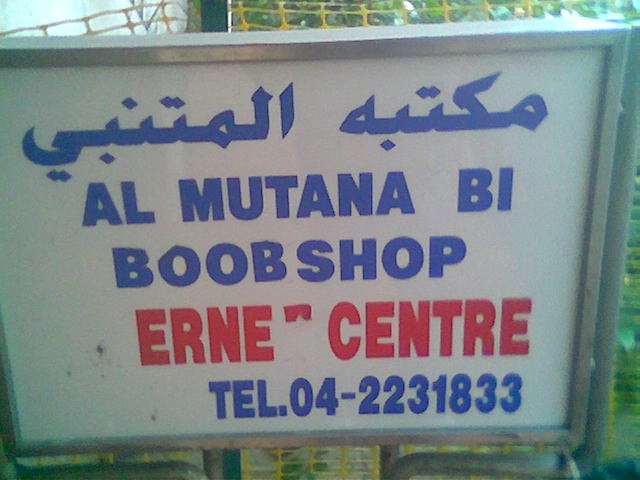 مكتبه المتنبي
AL MUTANA BI
BOOBSHOP
ERNE CENTRE
TEL.04-2231833